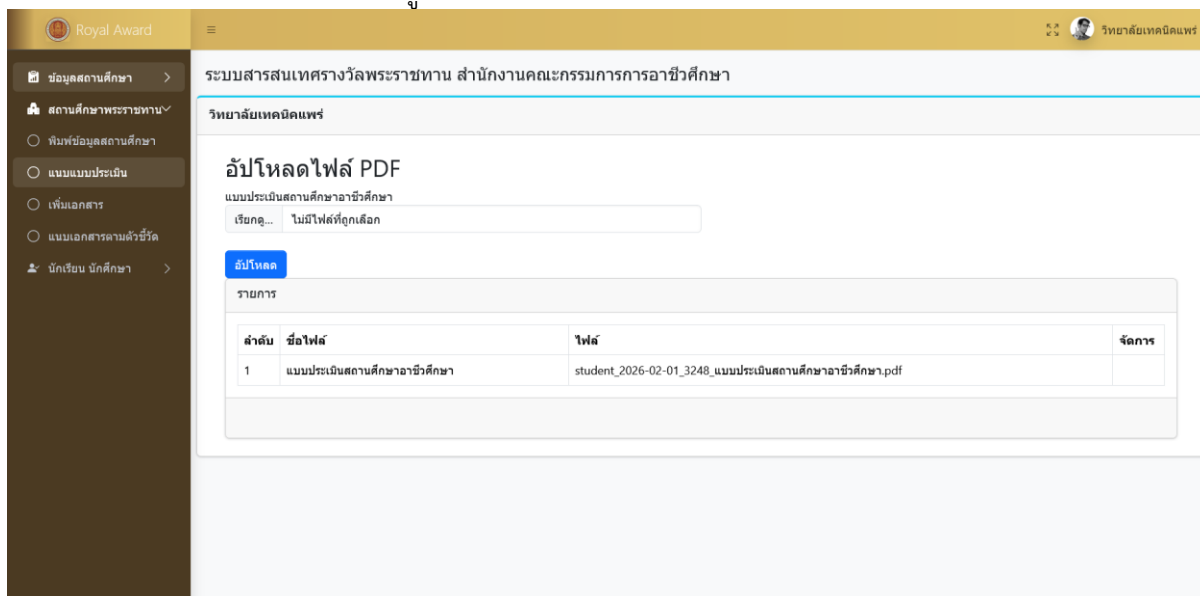 Royal Award
วิทยาลัยเทคนิคแพร่
ข้อมูลสถานศึกษา
สถานศึกษาพระราชทาน
พิมพ์ข้อมูลสถานศึกษา
แนบแบบประเมิน
เพิ่มเอกสาร
แนบเอกสารตามตัวชี้วัด
นักเรียน นักศึกษา
ระบบสารสนเทศรางวัลพระราชทาน สำนักงานคณะกรรมการการอาชีวศึกษา
วิทยาลัยเทคนิคแพร่
อัปโหลดไฟล์ PDF
แบบประเมินสถานศึกษาอาชีวศึกษา
เรียกดู... ไม่มีไฟล์ที่ถูกเลือก
อัปโหลด
รายการ
ลำดับ ชื่อไฟล์ ไฟล์ จัดการ
1 แบบประเมินสถานศึกษาอาชีวศึกษา student_2026-02-01_3248_แบบประเมินสถานศึกษาอาชีวศึกษา.pdf